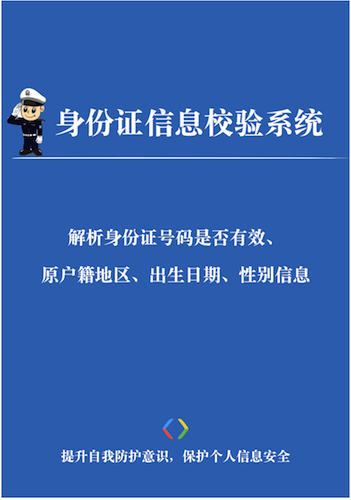 身份证信息校验系统
解析身份证号码是否有效、
原户籍地区、出生日期、性别信息
提升自我防护意识，保护个人信息安全